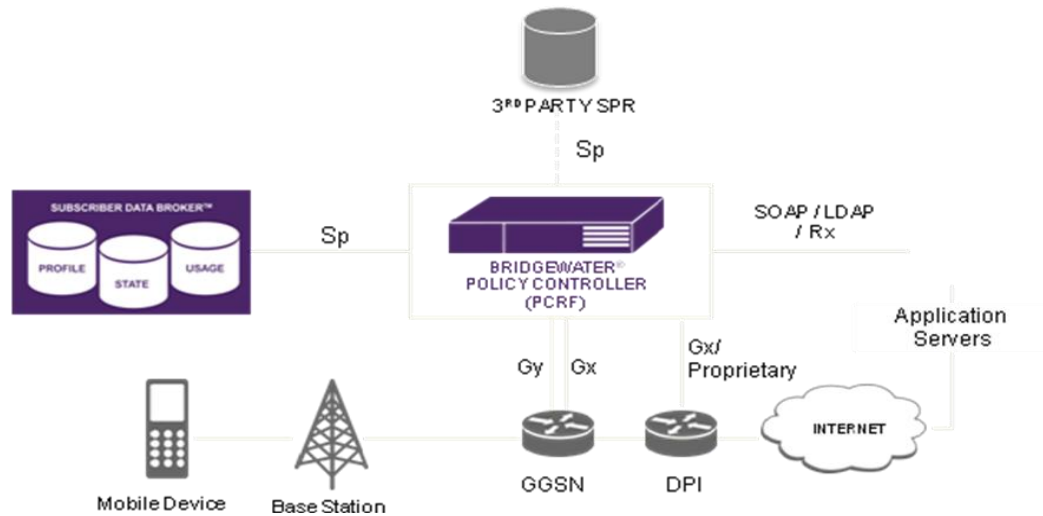 3RD PARTY SPR
Sp
SUBSCRIBER DATA BROKER™
PROFILE
STATE
USAGE
Sp
BRIDGEWATER®
POLICY CONTROLLER
(PCRF)
SOAP / LDAP
/ Rx
Application
Servers
Gy
Gx
Gx/
Proprietary
INTERNET
GGSN
DPI
Mobile Device
Base Station